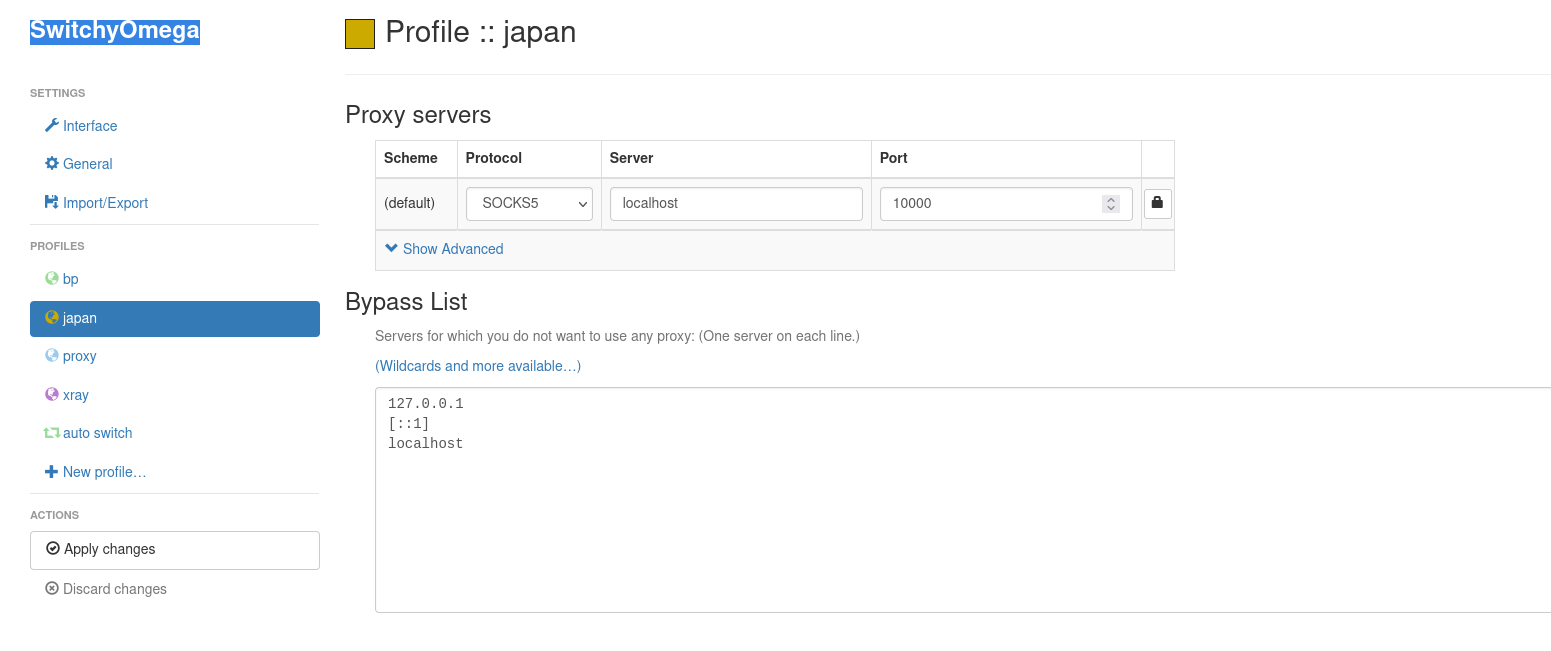 SwitchyOmega
SETTINGS
Interface
General
Import/Export
PROFILES
bp
japan
proxy
xray
auto switch
New profile…
ACTIONS
Apply changes
Discard changes
Profile :: japan
Proxy servers
Scheme Protocol Server Port
(default) SOCKS5 localhost 10000
Show Advanced
Bypass List
Servers for which you do not want to use any proxy: (One server on each line.)
(Wildcards and more available…)
127.0.0.1
[::1]
localhost